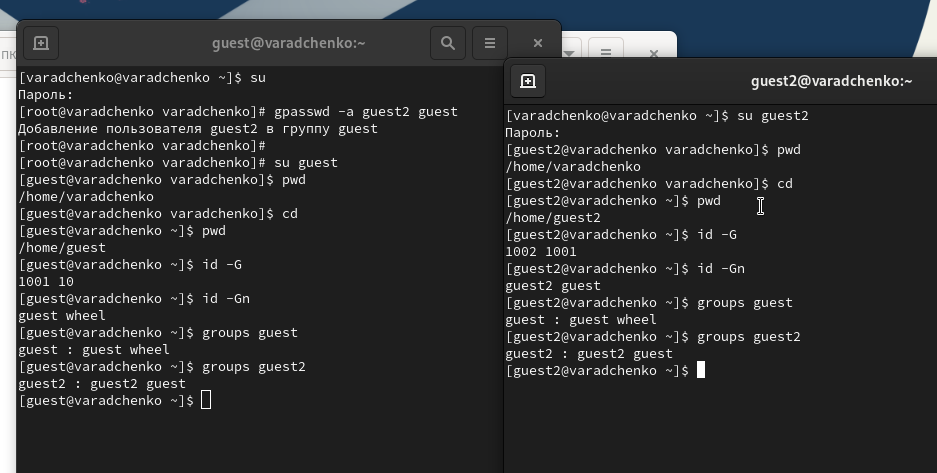 ПК
guest@varadchenko:~
[varadchenko@varadchenko ~]$ su
Пароль:
[root@varadchenko varadchenko]# gpasswd -a guest2 guest
Добавление пользователя guest2 в группу guest
[root@varadchenko varadchenko]#
[root@varadchenko varadchenko]# su guest
[guest@varadchenko varadchenko]$ pwd
/home/varadchenko
[guest@varadchenko varadchenko]$ cd
[guest@varadchenko ~]$ pwd
/home/guest
[guest@varadchenko ~]$ id -G
1001 10
[guest@varadchenko ~]$ id -Gn
guest wheel
[guest@varadchenko ~]$ groups guest
guest : guest wheel
[guest@varadchenko ~]$ groups guest2
guest2 : guest2 guest
[guest@varadchenko ~]$
guest2@varadchenko:~
[varadchenko@varadchenko ~]$ su guest2
Пароль:
[guest2@varadchenko varadchenko]$ pwd
/home/varadchenko
[guest2@varadchenko varadchenko]$ cd
[guest2@varadchenko ~]$ pwd
/home/guest2
[guest2@varadchenko ~]$ id -G
1002 1001
[guest2@varadchenko ~]$ id -Gn
guest2 guest
[guest2@varadchenko ~]$ groups guest
guest : guest wheel
[guest2@varadchenko ~]$ groups guest2
guest2 : guest2 guest
[guest2@varadchenko ~]$